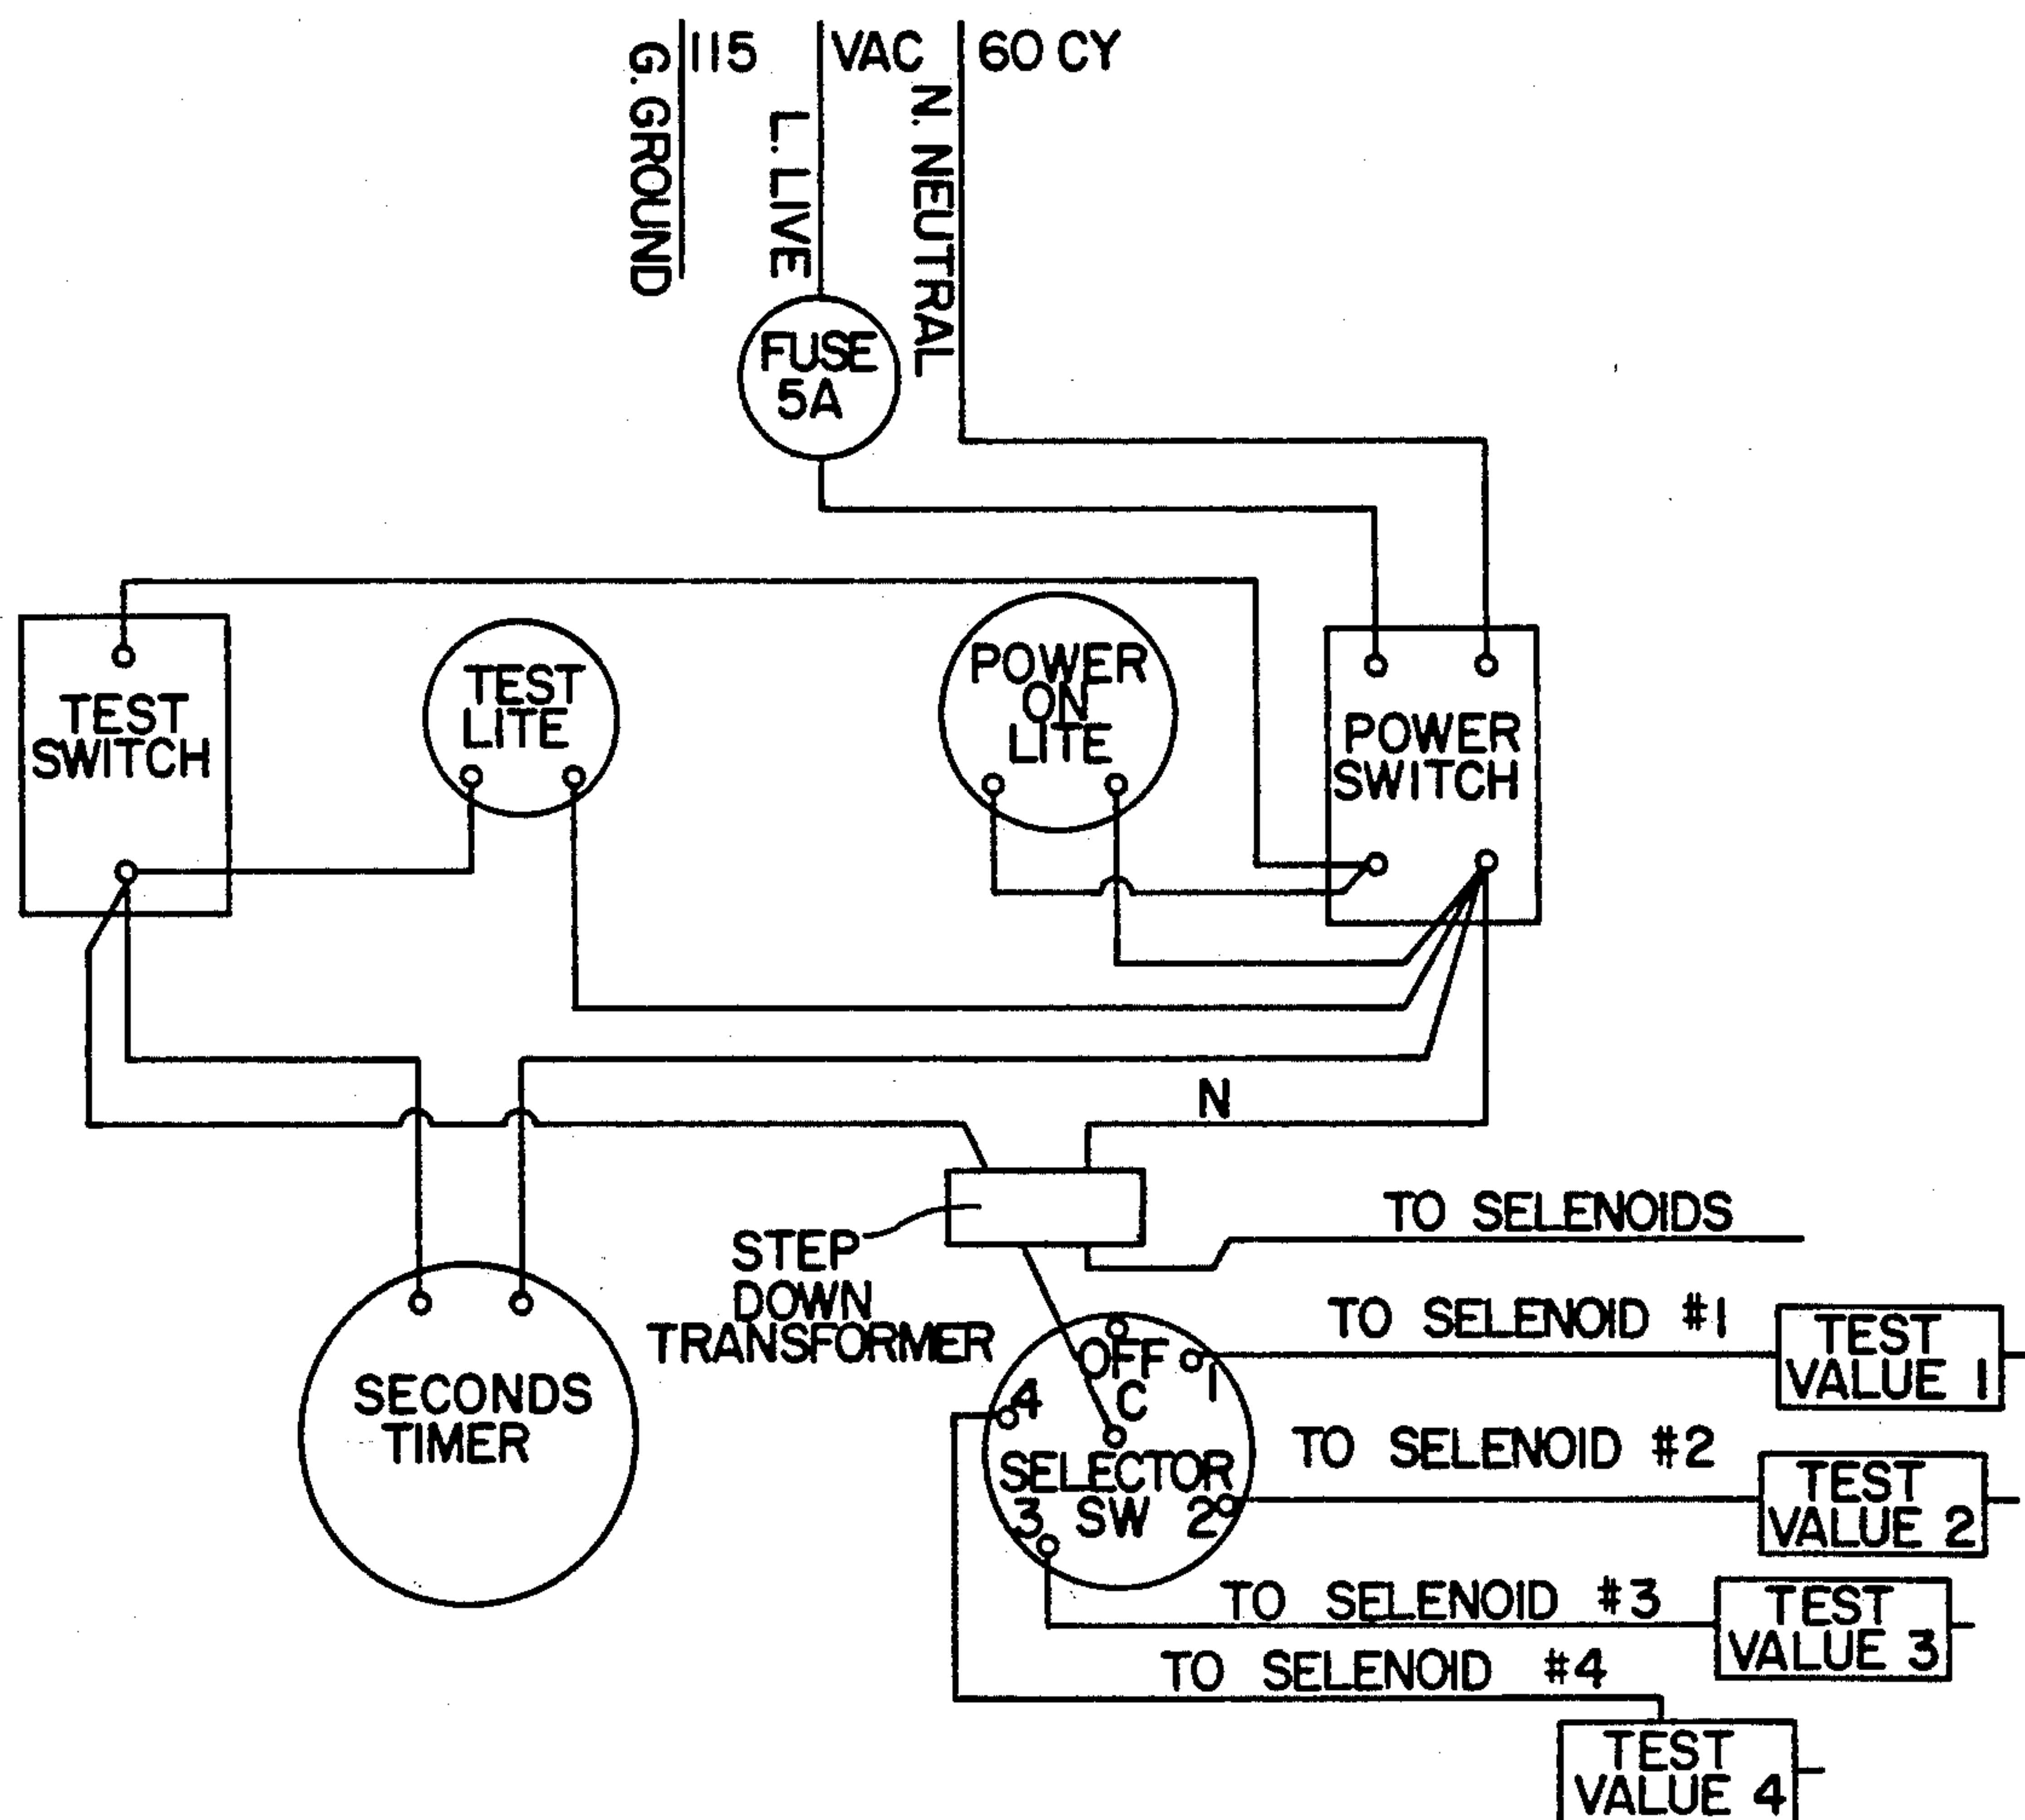 115 VAC 60 CY
G. GROUND
L. LIVE
N. NEUTRAL
FUSE
5A
TEST
SWITCH
TEST
LITE
POWER
ON
LITE
POWER
SWITCH
N
STEP
DOWN
TRANSFORMER
TO SELENOIDS
SECONDS
TIMER
OFF
C
1
4
SELECTOR
SW
2
3
TO SELENOID #1
TEST
VALUE 1
TO SELENOID #2
TEST
VALUE 2
TO SELENOID #3
TEST
VALUE 3
TO SELENOID #4
TEST
VALUE 4